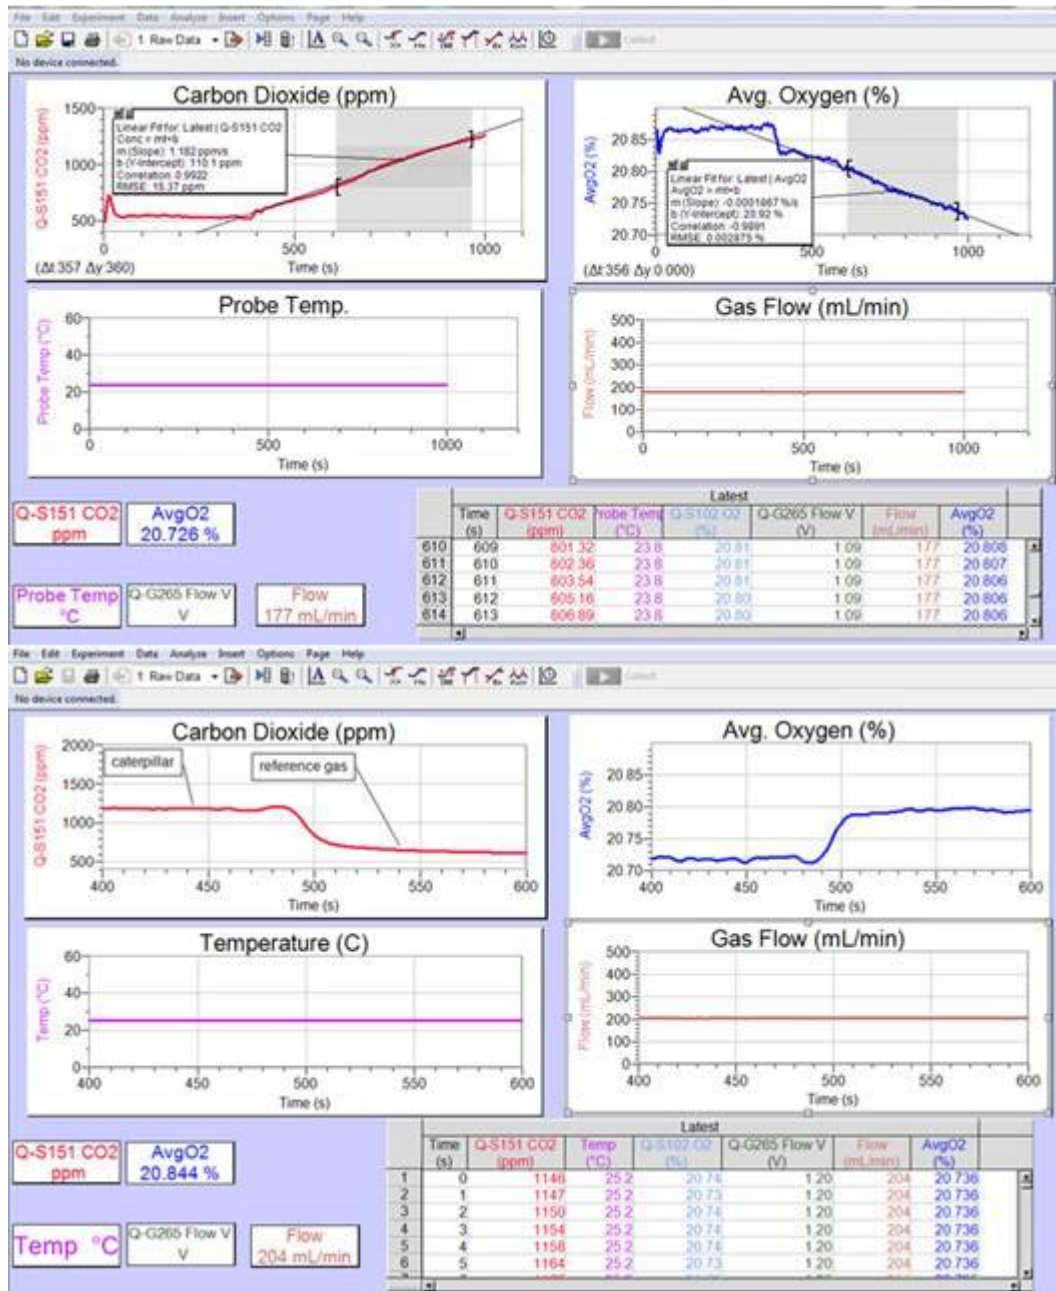 File Edit Experiment Data Analyze Insert Options Page Help
1 Raw Data
No device connected.
Carbon Dioxide (ppm)
Q-S151 CO2 (ppm)
1500
1000
500
Linear Fit for: Latest | Q-S151 CO2
Conc = mt+b
m (Slope): 1.182 ppm/s
b (Y-Intercept): 110.1 ppm
Correlation: 0.9922
RMSE: 15.37 ppm
0 500 1000
(Δt:357 Δy:360)
Time (s)
Avg. Oxygen (%)
AvgO2 (%)
20.85
20.80
20.75
20.70
Linear Fit for: Latest | AvgO2
AvgO2 = mt+b
m (Slope): -0.0001867 %/s
b (Y-Intercept): 20.92 %
Correlation: -0.9891
RMSE: 0.002875 %
500 1000
(Δt:356 Δy:0.000)
Time (s)
Probe Temp.
Probe Temp (°C)
60
40
20
0
0 500 1000
Time (s)
Gas Flow (mL/min)
Flow (mL/min)
500
400
300
200
100
0
0 500 1000
Time (s)
Q-S151 CO2
ppm
AvgO2
20.726 %
Probe Temp
°C
Q-G265 Flow V
V
Flow
177 mL/min
Latest
Time Q-S151 CO2 Probe Temp Q-S102 O2 Q-G265 Flow V Flow AvgO2
(s) (ppm) (°C) (%) (V) (mL/min) (%)
610 609 801.32 23.8 20.81 1.09 177 20.808
611 610 802.36 23.8 20.81 1.09 177 20.807
612 611 803.54 23.8 20.81 1.09 177 20.806
613 612 805.16 23.8 20.80 1.09 177 20.806
614 613 806.89 23.8 20.80 1.09 177 20.806
File Edit Experiment Data Analyze Insert Options Page Help
1 Raw Data
No device connected.
Carbon Dioxide (ppm)
Q-S151 CO2 (ppm)
2000
1500
1000
500
caterpillar
reference gas
400 450 500 550 600
Time (s)
Avg. Oxygen (%)
AvgO2 (%)
20.85
20.80
20.75
20.70
400 450 500 550 600
Time (s)
Temperature (C)
Temp (°C)
60
40
20
0
400 450 500 550 600
Time (s)
Gas Flow (mL/min)
Flow (mL/min)
500
400
300
200
100
0
400 450 500 550 600
Time (s)
Q-S151 CO2
ppm
AvgO2
20.844 %
Temp °C
Q-G265 Flow V
V
Flow
204 mL/min
Latest
Time Q-S151 CO2 Temp Q-S102 O2 Q-G265 Flow V Flow AvgO2
(s) (ppm) (°C) (%) (V) (mL/min) (%)
1 0 1146 25.2 20.74 1.20 204 20.736
2 1 1147 25.2 20.73 1.20 204 20.736
3 2 1150 25.2 20.74 1.20 204 20.736
4 3 1154 25.2 20.74 1.20 204 20.736
5 4 1158 25.2 20.74 1.20 204 20.736
6 5 1164 25.2 20.73 1.20 204 20.736